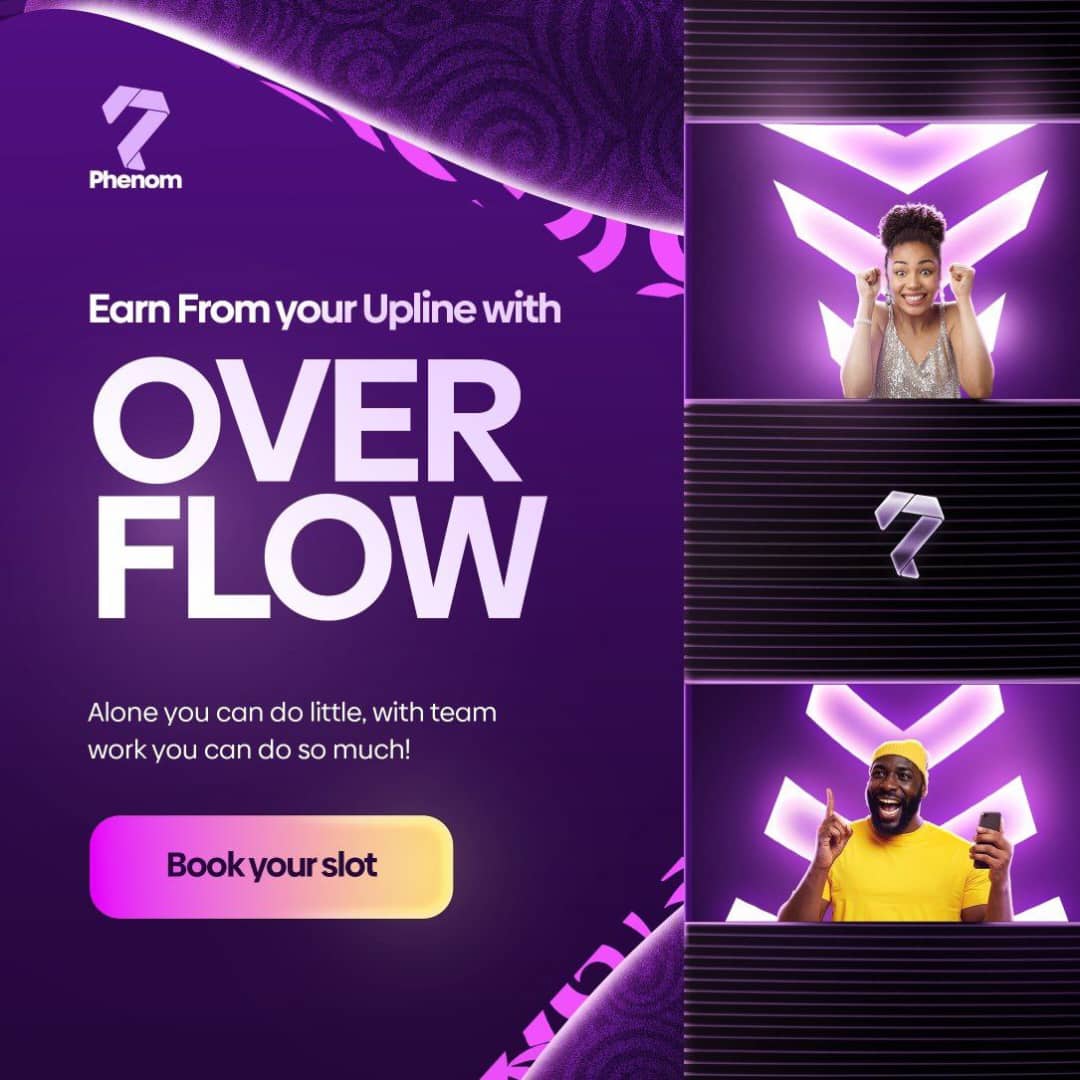 Phenom
Earn From your Upline with
OVER
FLOW
Alone you can do little, with team
work you can do so much!
Book your slot